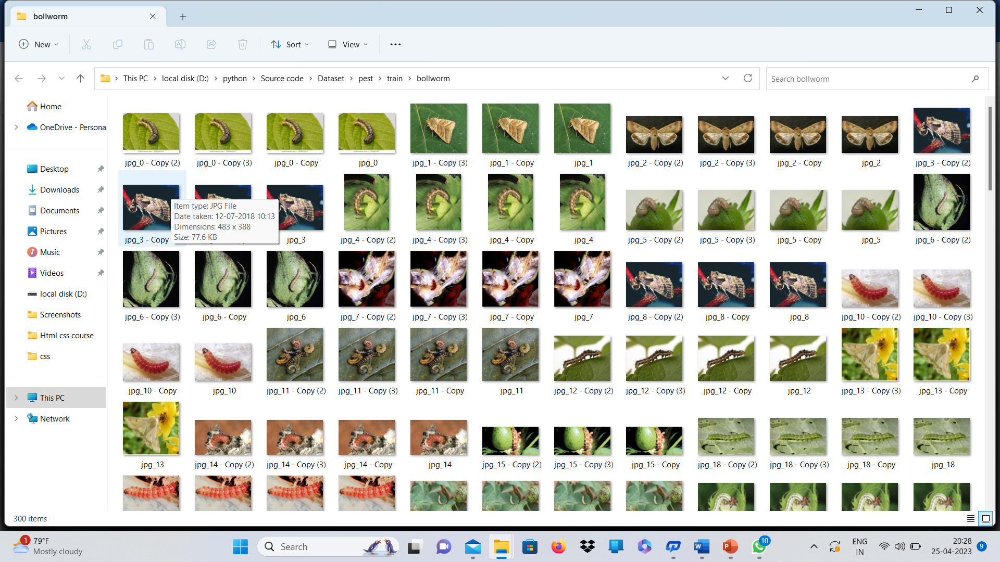 bollworm
New
Sort
View
This PC
local disk (D:)
python
Source code
Dataset
pest
train
bollworm
Search bollworm
Home
OneDrive - Persona
Desktop
Downloads
Documents
Pictures
Music
Videos
local disk (D:)
Screenshots
Html css course
css
This PC
Network
jpg_0 - Copy (2)
jpg_0 - Copy (3)
jpg_0 - Copy
jpg_0
jpg_1 - Copy (3)
jpg_1 - Copy
jpg_1
jpg_2 - Copy (2)
jpg_2 - Copy (3)
jpg_2 - Copy
jpg_2
jpg_3 - Copy (2)
jpg_3 - Copy
Item type: JPG File
Date taken: 12-07-2018 10:13
Dimensions: 483 x 388
Size: 77.6 KB
jpg_3
jpg_4 - Copy (2)
jpg_4 - Copy (3)
jpg_4 - Copy
jpg_4
jpg_5 - Copy (2)
jpg_5 - Copy (3)
jpg_5 - Copy
jpg_5
jpg_6 - Copy (2)
jpg_6 - Copy (3)
jpg_6 - Copy
jpg_6
jpg_7 - Copy (2)
jpg_7 - Copy (3)
jpg_7 - Copy
jpg_7
jpg_8 - Copy (2)
jpg_8 - Copy
jpg_8
jpg_10 - Copy (2)
jpg_10 - Copy (3)
jpg_10 - Copy
jpg_10
jpg_11 - Copy (2)
jpg_11 - Copy (3)
jpg_11 - Copy
jpg_11
jpg_12 - Copy (2)
jpg_12 - Copy (3)
jpg_12 - Copy
jpg_12
jpg_13 - Copy (3)
jpg_13 - Copy
jpg_13
jpg_14 - Copy (2)
jpg_14 - Copy (3)
jpg_14 - Copy
jpg_14
jpg_15 - Copy (2)
jpg_15 - Copy (3)
jpg_15 - Copy
jpg_18 - Copy (2)
jpg_18 - Copy (3)
jpg_18 - Copy
jpg_18
300 items
1
79°F
Mostly cloudy
Search
10
ENG
IN
20:28
25-04-2023
9